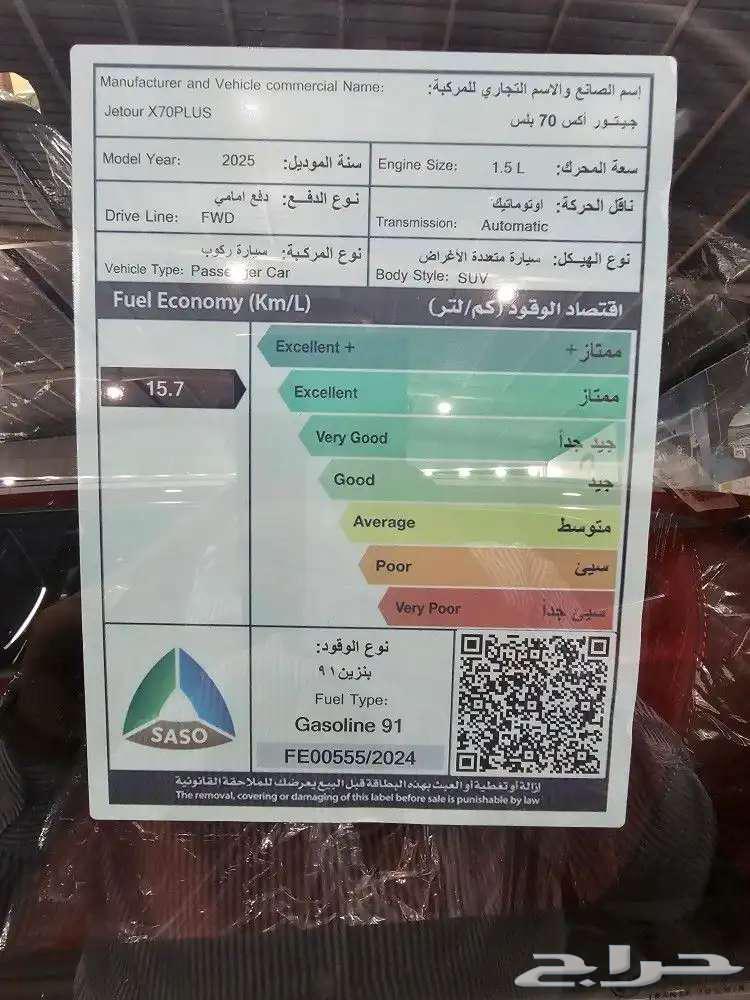 Manufacturer and Vehicle commercial Name: إسم الصانع والاسم التجاري للمركبة:
Jetour X70PLUS جيتور أكس 70 بلس
Model Year: 2025 سنة الموديل:
Engine Size: 1.5 L سعة المحرك:
نوع الدفع: دفع امامي
Drive Line: FWD
ناقل الحركة: اوتوماتيك
Transmission: Automatic
نوع المركبة: سيارة ركوب
Vehicle Type: Passenger Car
نوع الهيكل: سيارة متعددة الأغراض
Body Style: SUV
Fuel Economy (Km/L) اقتصاد الوقود (كم/لتر)
15.7
Excellent + ممتاز+
Excellent ممتاز
Very Good جيد جداً
Good جيد
Average متوسط
Poor سيئ
Very Poor سيئ جداً
SASO
نوع الوقود:
بنزين ٩١
Fuel Type:
Gasoline 91
FE00555/2024
إزالة أو تغطية أو العبث بهذه البطاقة قبل البيع يعرضك للملاحقة القانونية
The removal, covering or damaging of this label before sale is punishable by law
حراج